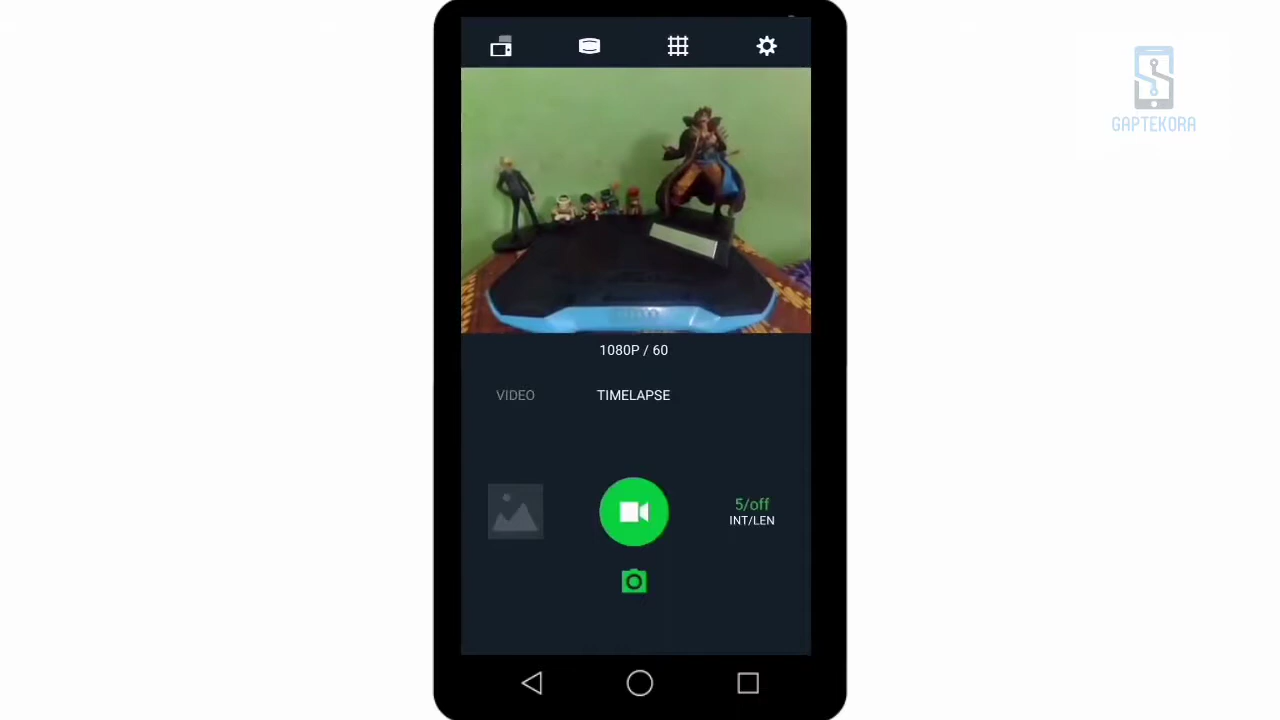 GAPTEKORA
1080P / 60
VIDEO
TIMELAPSE
5/off
INT/LEN